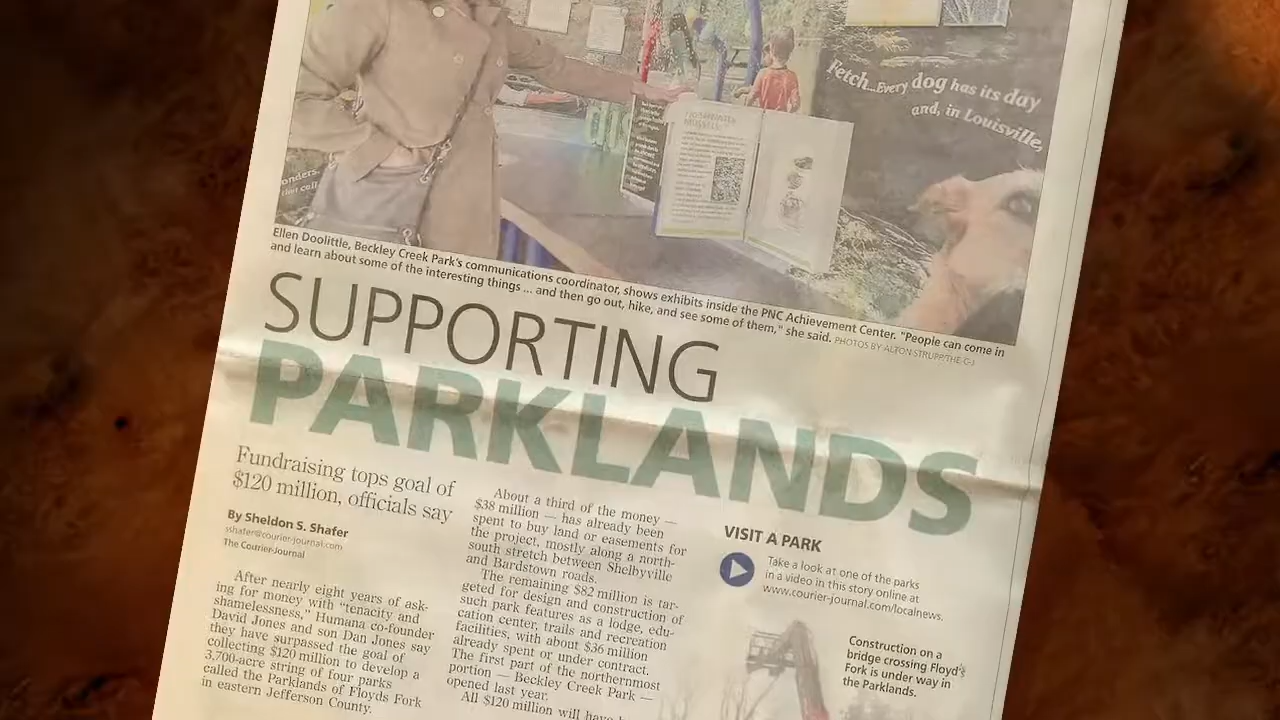 Fetch...Every dog has its day
and, in Louisville,
onders.
Ellen Doolittle, Beckley Creek Park's communications coordinator, shows exhibits inside the PNC Achievement Center. "People can come in
and learn about some of the interesting things ... and then go out, hike, and see some of them," she said. PHOTOS BY ALTON STRUPP/THE C-J
SUPPORTING
PARKLANDS
Fundraising tops goal of
$120 million, officials say
By Sheldon S. Shafer
sshafer@courier-journal.com
The Courier-Journal
After nearly eight years of ask-
ing for money with "tenacity and
shamelessness," Humana co-founder
David Jones and son Dan Jones say
they have surpassed the goal of
collecting $120 million to develop a
3,700-acre string of four parks
called the Parklands of Floyds Fork
in eastern Jefferson County.
About a third of the money —
$38 million — has already been
spent to buy land or easements for
the project, mostly along a north-
south stretch between Shelbyville
and Bardstown roads.
The remaining $82 million is tar-
geted for design and construction of
such park features as a lodge, edu-
cation center, trails and recreation
facilities, with about $36 million
already spent or under contract.
The first part of the northernmost
portion — Beckley Creek Park —
opened last year.
All $120 million will have
VISIT A PARK
Take a look at one of the parks
in a video in this story online at
www.courier-journal.com/localnews.
Construction on a
bridge crossing Floyd's
Fork is under way in
the Parklands.